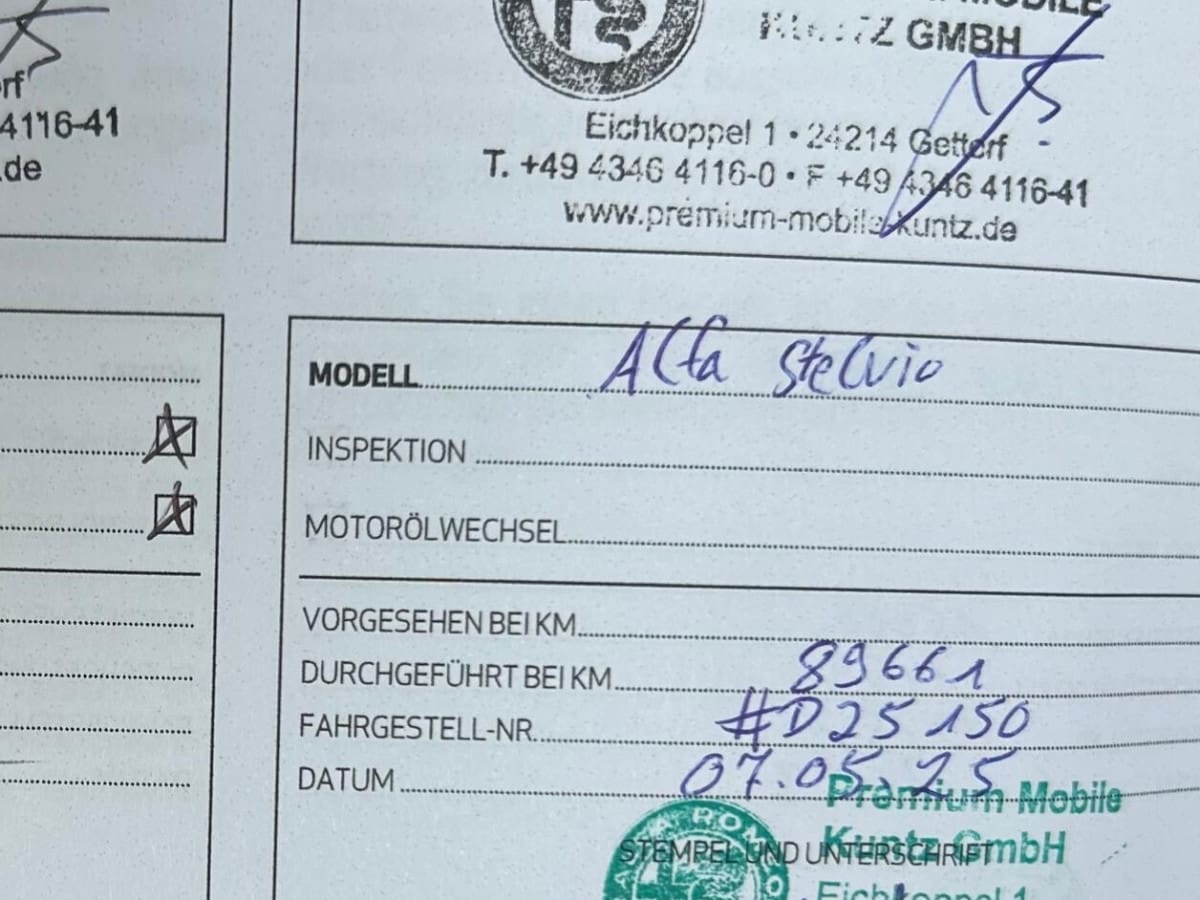 GMBH
Eichkoppel 1 • 24214 Gettorf
T. +49 4346 4116-0 • F +49 4346 4116-41
www.premium-mobile-kuntz.de
4116-41
.de
MODELL Alfa Stelvio
INSPEKTION
MOTORÖLWECHSEL
VORGESEHEN BEI KM
DURCHGEFÜHRT BEI KM 89661
FAHRGESTELL-NR. #D25150
DATUM 07.05.25
Premium Mobile
Kuntz GmbH
STEMPEL UND UNTERSCHRIFT
Eichkoppel 1